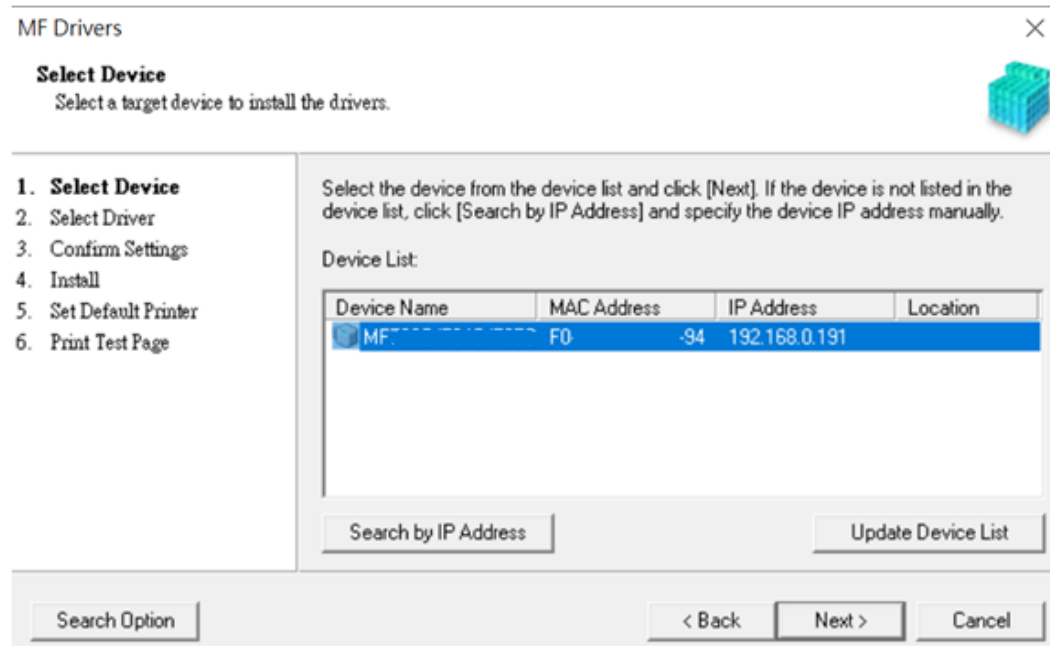 MF Drivers
Select Device
Select a target device to install the drivers.
1. Select Device
2. Select Driver
3. Confirm Settings
4. Install
5. Set Default Printer
6. Print Test Page
Select the device from the device list and click [Next]. If the device is not listed in the
device list, click [Search by IP Address] and specify the device IP address manually.
Device List:
Device Name MAC Address IP Address Location
F0- -94 192.168.0.191
Search by IP Address Update Device List
Search Option < Back Next > Cancel